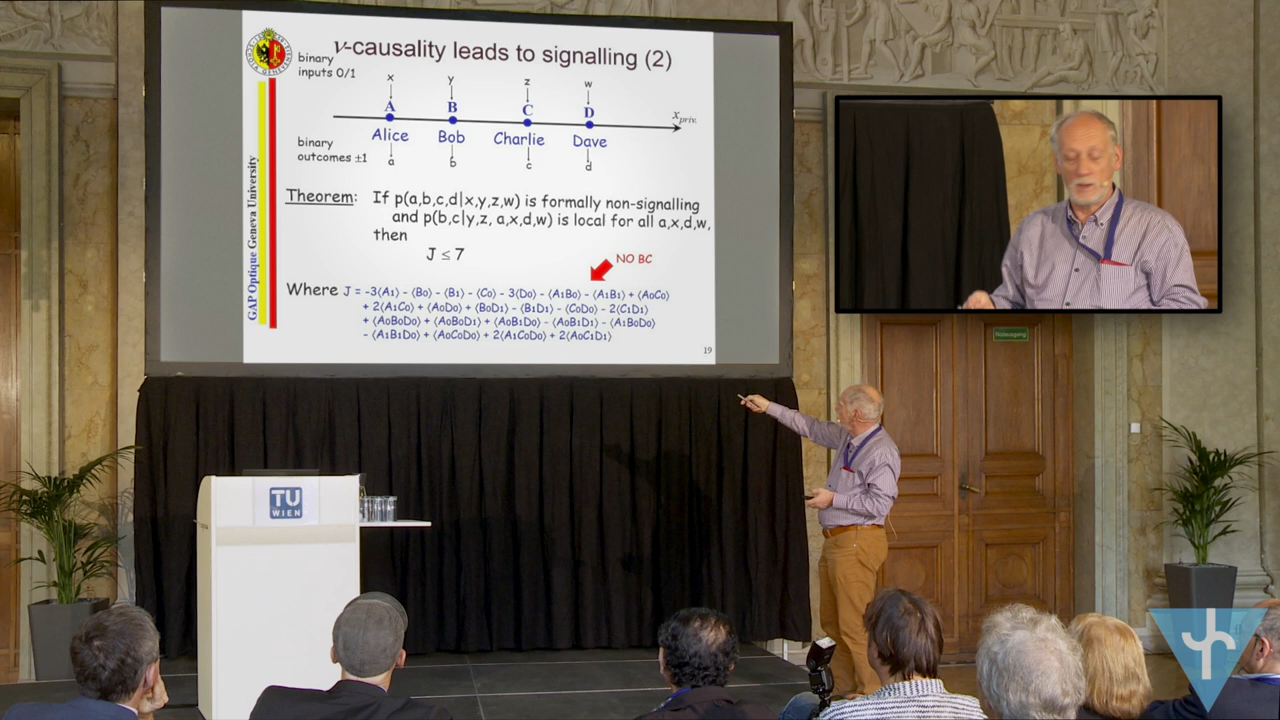 ν-causality leads to signalling (2)
binary
inputs 0/1
x y z w
A B C D
x_priv.
Alice Bob Charlie Dave
binary
outcomes ±1
a b c d
Theorem: If p(a,b,c,d|x,y,z,w) is formally non-signalling
and p(b,c|y,z, a,x,d,w) is local for all a,x,d,w,
then
J ≤ 7
NO BC
Where J = -3⟨A1⟩ - ⟨B0⟩ - ⟨B1⟩ - ⟨C0⟩ - 3⟨D0⟩ - ⟨A1B0⟩ - ⟨A1B1⟩ + ⟨A0C0⟩
+ 2⟨A1C0⟩ + ⟨A0D0⟩ + ⟨B0D1⟩ - ⟨B1D1⟩ - ⟨C0D0⟩ - 2⟨C1D1⟩
+ ⟨A0B0D0⟩ + ⟨A0B0D1⟩ + ⟨A0B1D0⟩ - ⟨A0B1D1⟩ - ⟨A1B0D0⟩
- ⟨A1B1D0⟩ + ⟨A0C0D0⟩ + 2⟨A1C0D0⟩ + 2⟨A0C1D1⟩
19
GAP Optique Geneva University
Notausgang
TU
WIEN